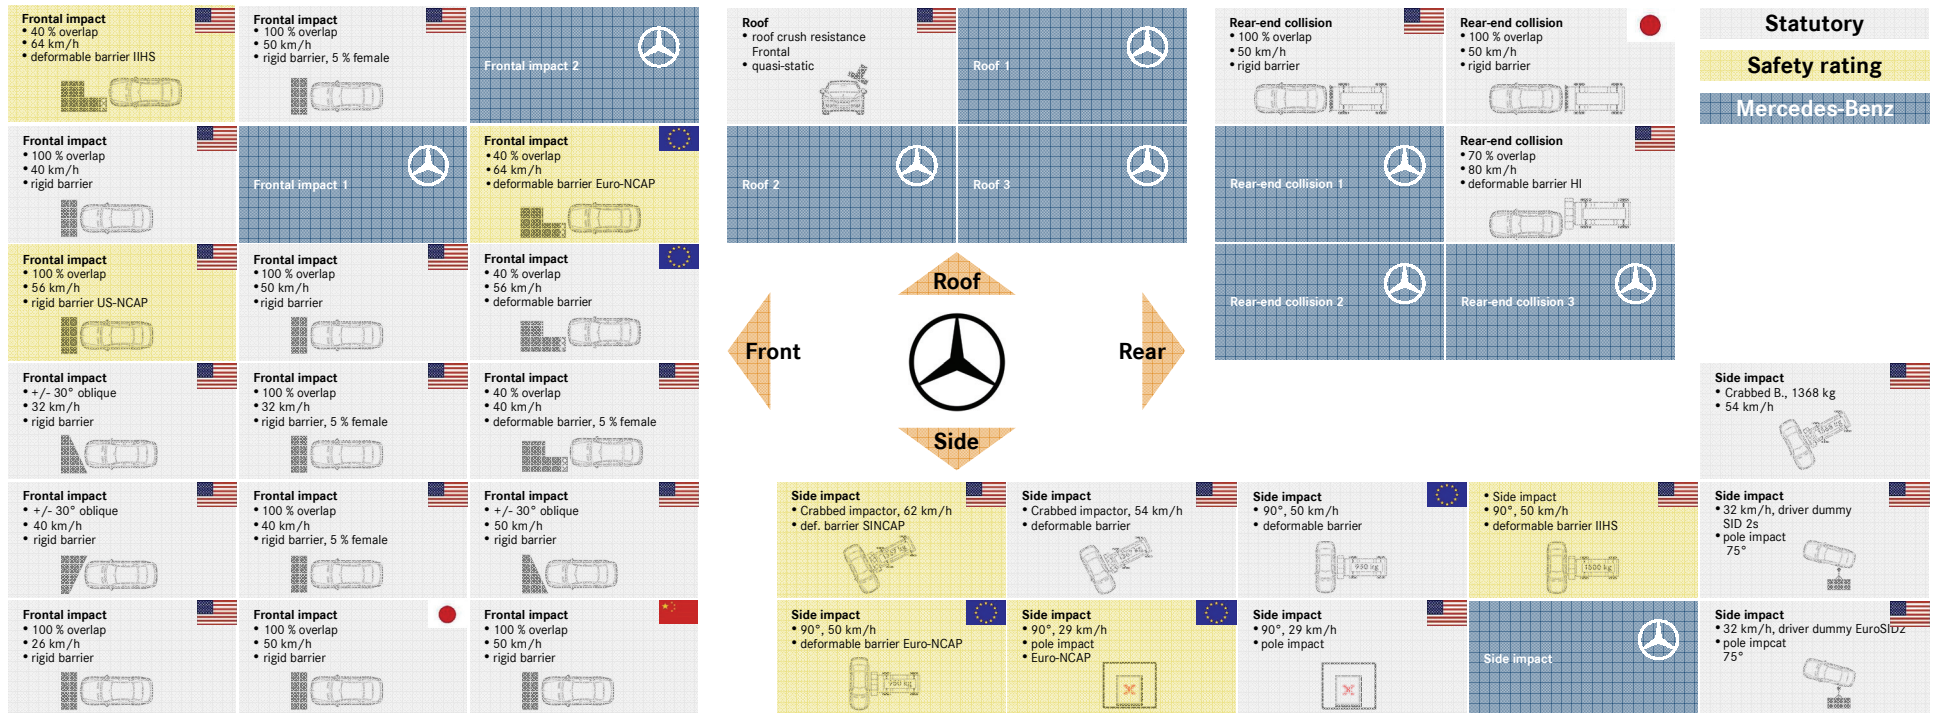 Frontal impact
• 40 % overlap
• 64 km/h
• deformable barrier IIHS
Frontal impact
• 100 % overlap
• 50 km/h
• rigid barrier, 5 % female
Frontal impact 2
Frontal impact
• 100 % overlap
• 40 km/h
• rigid barrier
Frontal impact 1
Frontal impact
• 40 % overlap
• 64 km/h
• deformable barrier Euro-NCAP
Frontal impact
• 100 % overlap
• 56 km/h
• rigid barrier US-NCAP
Frontal impact
• 100 % overlap
• 50 km/h
• rigid barrier
Frontal impact
• 40 % overlap
• 56 km/h
• deformable barrier
Frontal impact
• +/- 30° oblique
• 32 km/h
• rigid barrier
Frontal impact
• 100 % overlap
• 32 km/h
• rigid barrier, 5 % female
Frontal impact
• 40 % overlap
• 40 km/h
• deformable barrier, 5 % female
Frontal impact
• +/- 30° oblique
• 40 km/h
• rigid barrier
Frontal impact
• 100 % overlap
• 40 km/h
• rigid barrier, 5 % female
Frontal impact
• +/- 30° oblique
• 50 km/h
• rigid barrier
Frontal impact
• 100 % overlap
• 26 km/h
• rigid barrier
Frontal impact
• 100 % overlap
• 50 km/h
• rigid barrier
Frontal impact
• 100 % overlap
• 50 km/h
• rigid barrier
Roof
• roof crush resistance
Frontal
• quasi-static
Roof 1
Roof 2
Roof 3
Rear-end collision
• 100 % overlap
• 50 km/h
• rigid barrier
Rear-end collision
• 100 % overlap
• 50 km/h
• rigid barrier
Rear-end collision 1
Rear-end collision
• 70 % overlap
• 80 km/h
• deformable barrier HI
Rear-end collision 2
Rear-end collision 3
Statutory
Safety rating
Mercedes-Benz
Roof
Front
Rear
Side
Side impact
• Crabbed B., 1368 kg
• 54 km/h
Side impact
• Crabbed impactor, 62 km/h
• def. barrier SINCAP
Side impact
• Crabbed impactor, 54 km/h
• deformable barrier
Side impact
• 90°, 50 km/h
• deformable barrier
950 kg
• Side impact
• 90°, 50 km/h
• deformable barrier IIHS
1500 kg
Side impact
• 32 km/h, driver dummy
SID 2s
• pole impact
75°
Side impact
• 90°, 50 km/h
• deformable barrier Euro-NCAP
950 kg
Side impact
• 90°, 29 km/h
• pole impact
• Euro-NCAP
Side impact
• 90°, 29 km/h
• pole impact
Side impact
Side impact
• 32 km/h, driver dummy EuroSID2
• pole impcat
75°